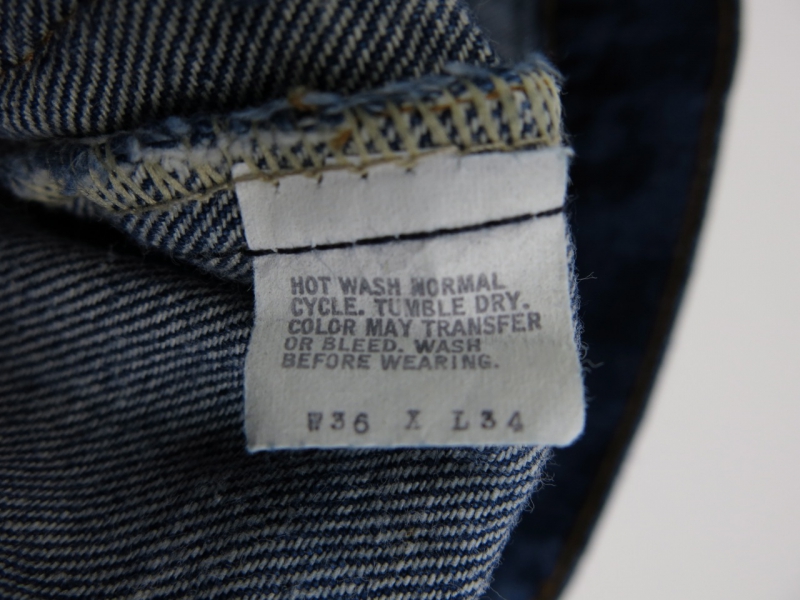 HOT WASH NORMAL
CYCLE. TUMBLE DRY.
COLOR MAY TRANSFER
OR BLEED. WASH
BEFORE WEARING.
W36 X L34